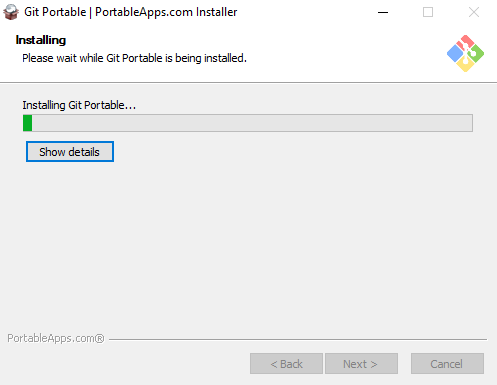 Git Portable | PortableApps.com Installer
Installing
Please wait while Git Portable is being installed.
Installing Git Portable...
Show details
PortableApps.com®
< Back
Next >
Cancel